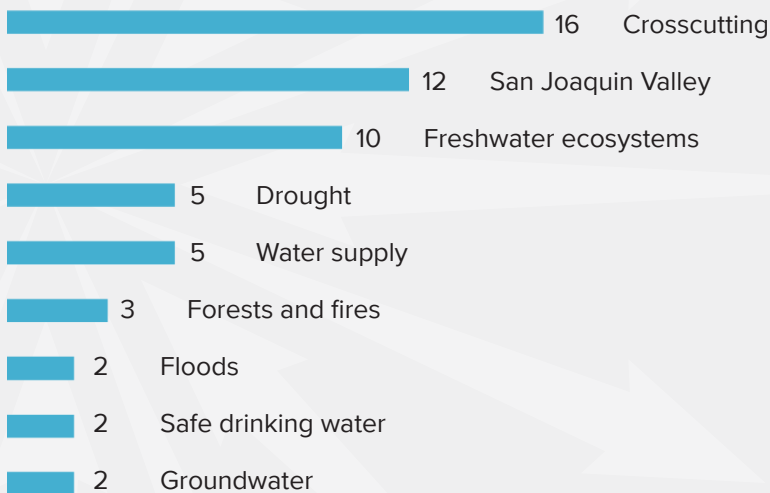 16 Crosscutting
12 San Joaquin Valley
10 Freshwater ecosystems
5 Drought
5 Water supply
3 Forests and fires
2 Floods
2 Safe drinking water
2 Groundwater